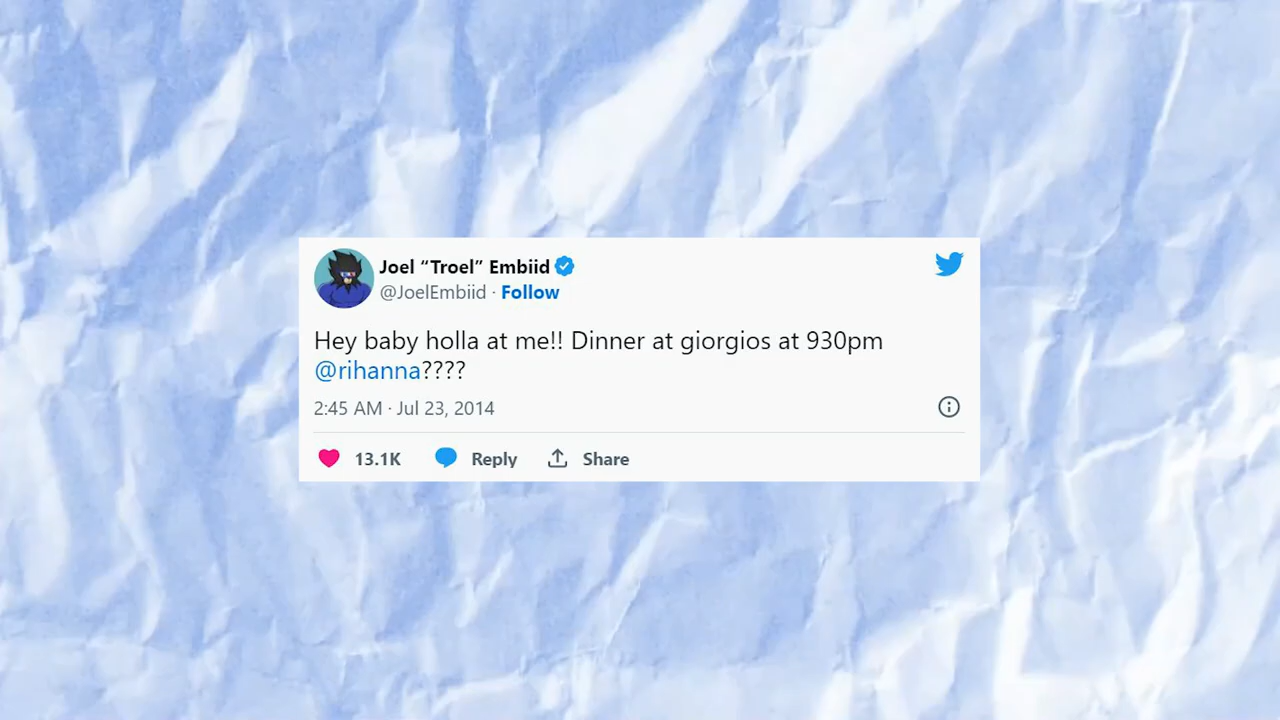 Joel “Troel” Embiid
@JoelEmbiid · Follow
Hey baby holla at me!! Dinner at giorgios at 930pm
@rihanna????
2:45 AM · Jul 23, 2014
13.1K Reply Share